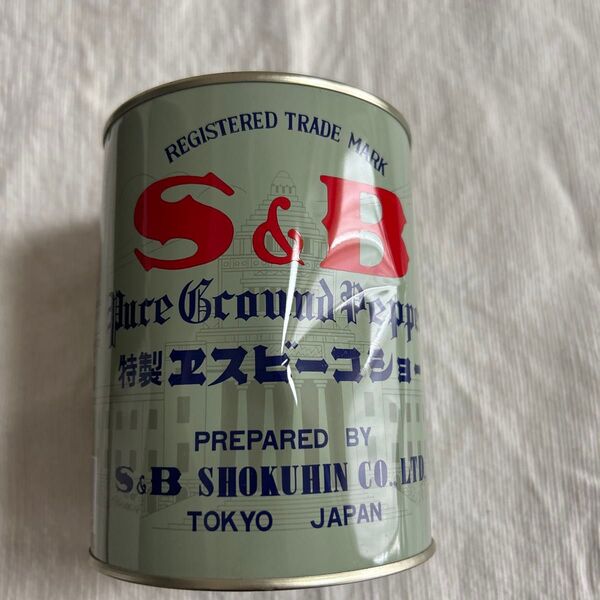 REGISTERED TRADE MARK
S&B
Pure Ground Peppe
特製 ヱスビーコショー
PREPARED BY
S&B SHOKUHIN CO., LTD.
TOKYO JAPAN